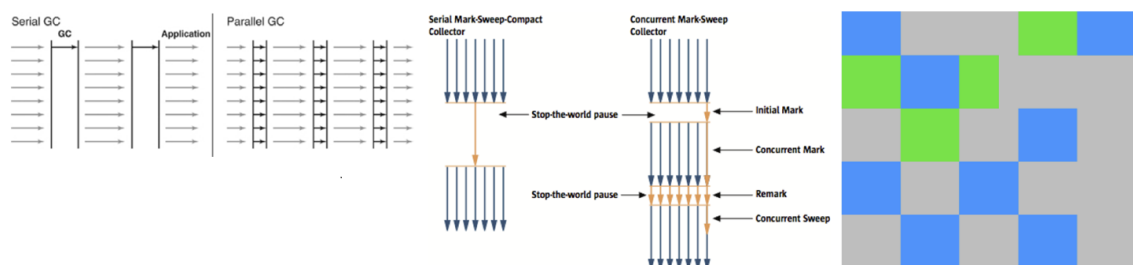 Serial GC
GC
Application
Parallel GC
Serial Mark-Sweep-Compact
Collector
Concurrent Mark-Sweep
Collector
Stop-the-world pause
Initial Mark
Concurrent Mark
Stop-the-world pause
Remark
Concurrent Sweep